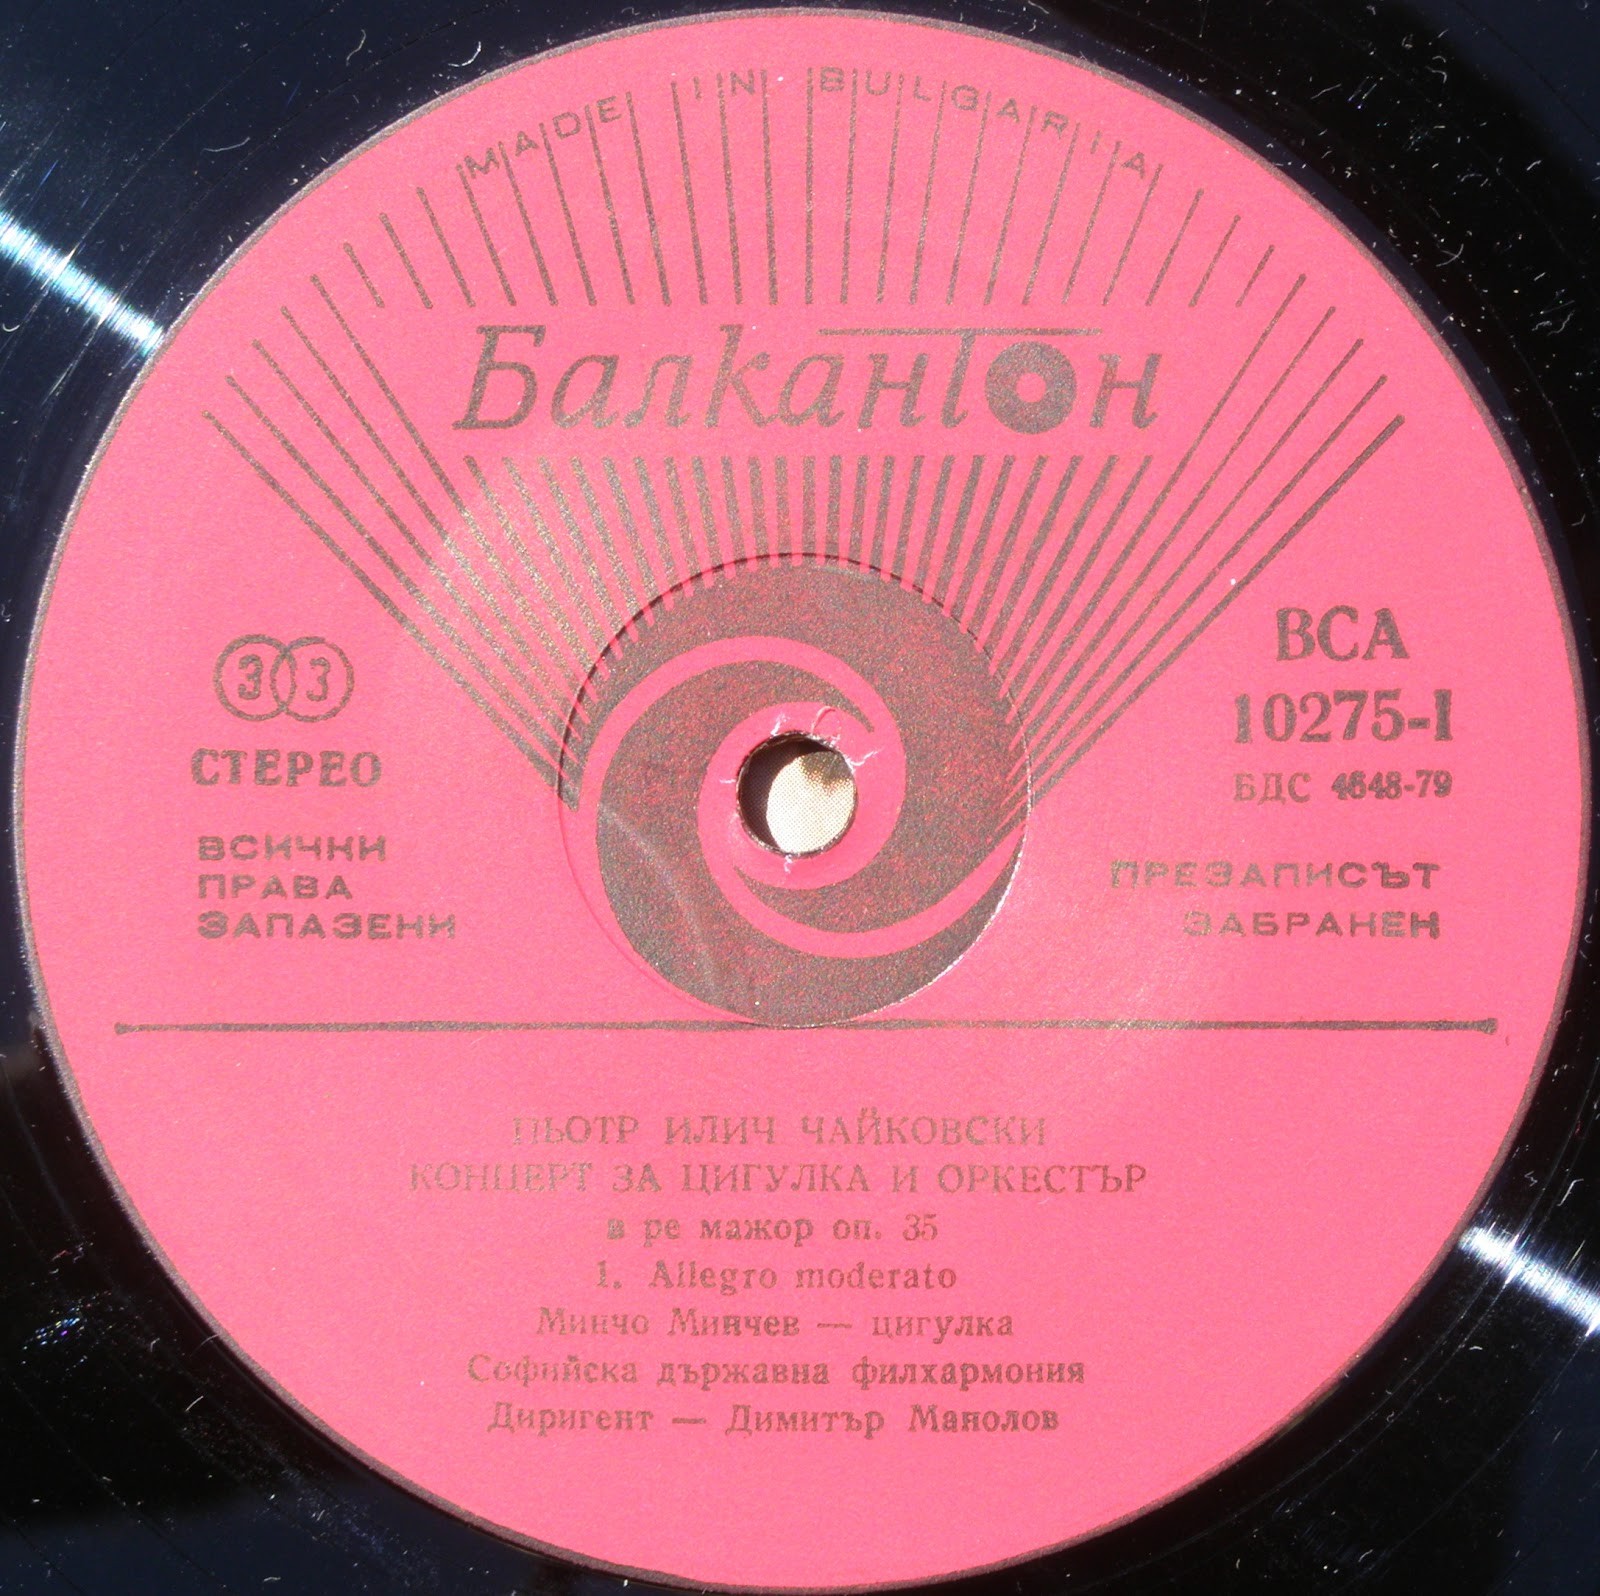 MADE IN BULGARIA
Балкантон
33
СТЕРЕО
ВСИЧКИ
ПРАВА
ЗАПАЗЕНИ
ВСА
10275-I
БДС 4648-79
ПРЕЗАПИСЪТ
ЗАБРАНЕН
ПЬОТР ИЛИЧ ЧАЙКОВСКИ
КОНЦЕРТ ЗА ЦИГУЛКА И ОРКЕСТЪР
в ре мажор оп. 35
1. Allegro moderato
Минчо Минчев — цигулка
Софийска държавна филхармония
Диригент — Димитър Манолов